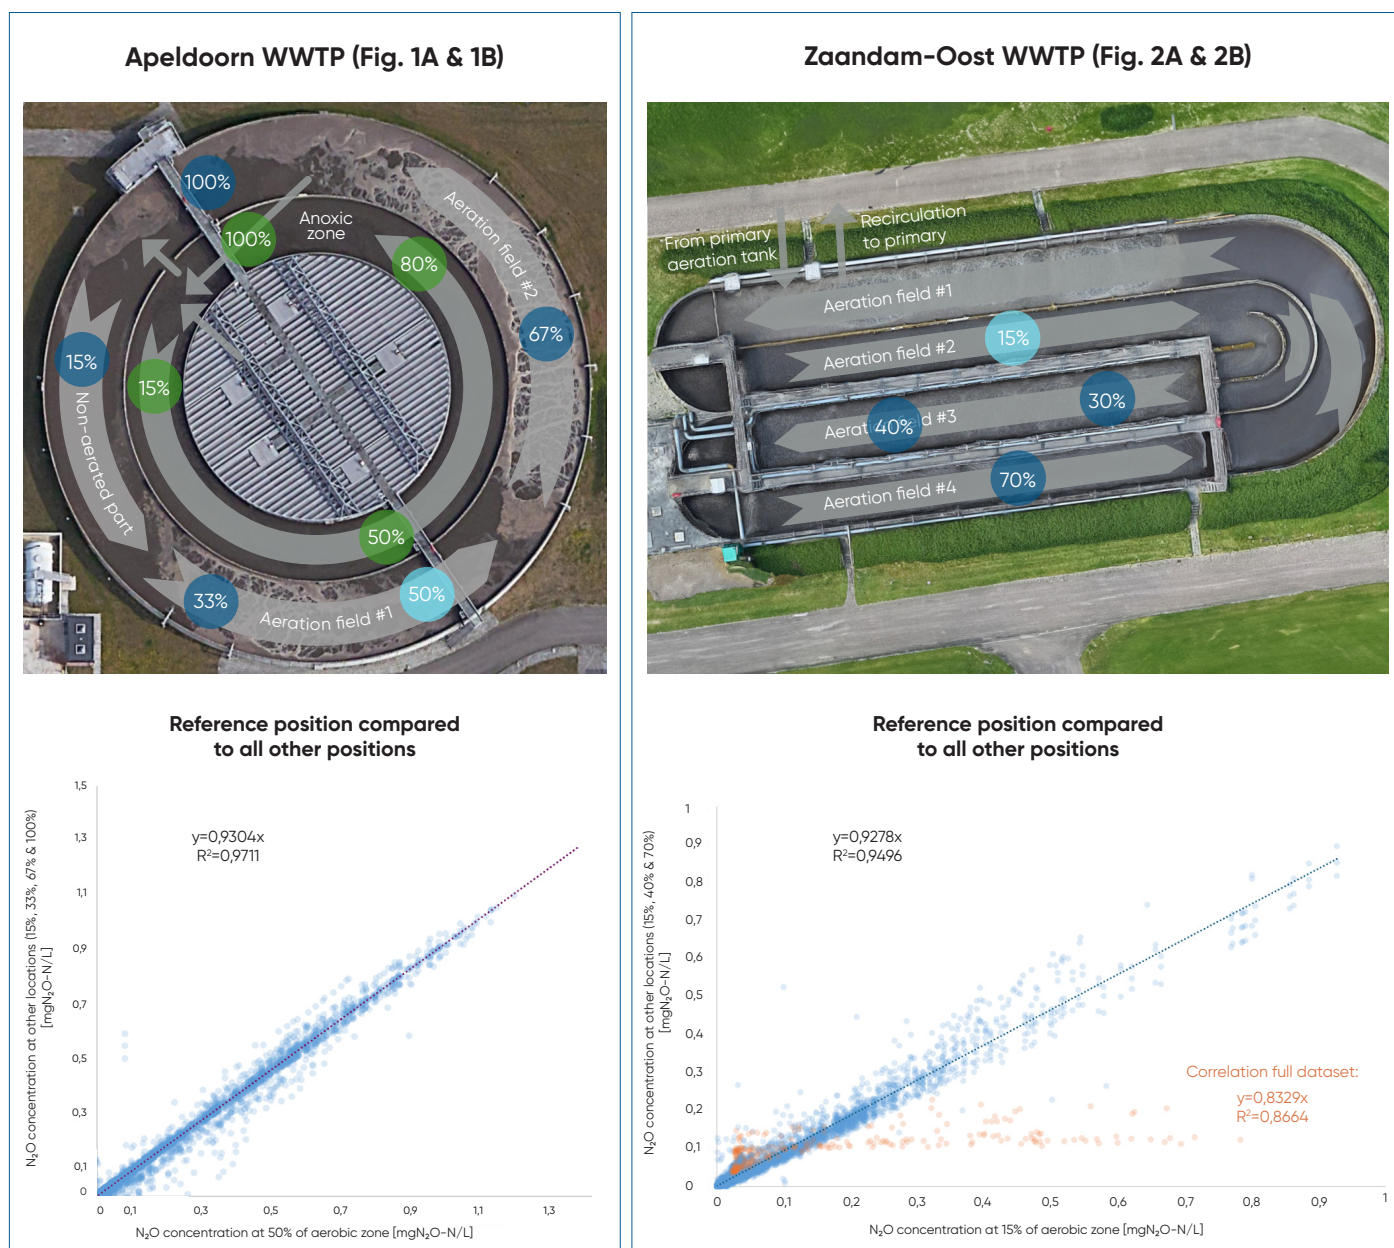 Apeldoorn WWTP (Fig. 1A & 1B)
100%
100%
Anoxic
zone
80%
Aeration field #2
67%
15%
15%
Non-aerated part
50%
50%
33%
Aeration field #1
Reference position compared
to all other positions
N₂O concentration at other locations (15%, 33%, 67% & 100%)
[mgN₂O-N/L]
1,5
1,3
1,1
0,9
0,7
0,5
0,3
0,1
0
y=0,9304x
R²=0,9711
0 0,1 0,3 0,5 0,7 0,9 1,1 1,3
N₂O concentration at 50% of aerobic zone [mgN₂O-N/L]
Zaandam-Oost WWTP (Fig. 2A & 2B)
From primary
aeration tank
Recirculation
to primary
Aeration field #1
Aeration field #2
15%
Aeration field #3
40%
30%
Aeration field #4
70%
Reference position compared
to all other positions
N₂O concentration at other locations (15%, 40% & 70%)
[mgN₂O-N/L]
1
0,9
0,8
0,7
0,6
0,5
0,4
0,3
0,2
0,1
0
y=0,9278x
R²=0,9496
Correlation full dataset:
y=0,8329x
R²=0,8664
0 0,1 0,2 0,3 0,4 0,5 0,6 0,7 0,8 0,9 1
N₂O concentration at 15% of aerobic zone [mgN₂O-N/L]